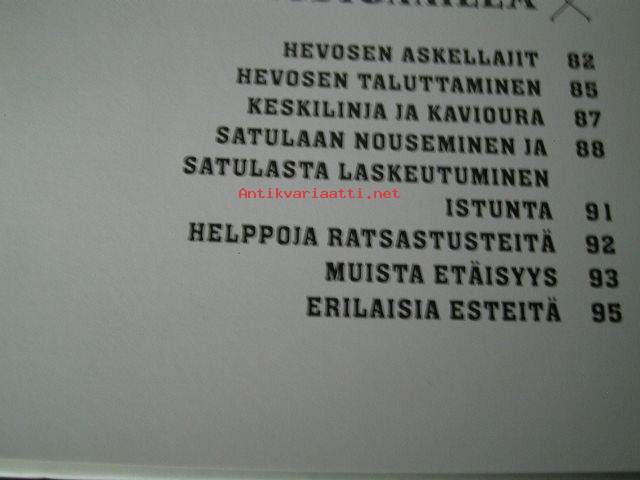 HEVOSEN ASKELLAJIT 82
HEVOSEN TALUTTAMINEN 85
KESKILINJA JA KAVIOURA 87
SATULAAN NOUSEMINEN JA 88
SATULASTA LASKEUTUMINEN
Antikvariaatti.net
ISTUNTA 91
HELPPOJA RATSASTUSTEITÄ 92
MUISTA ETÄISYYS 93
ERILAISIA ESTEITÄ 95